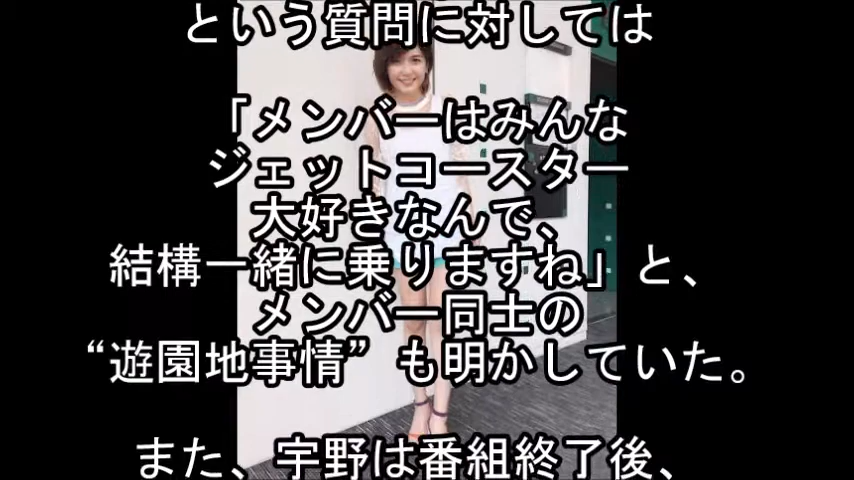 という質問に対しては
「メンバーはみんな
ジェットコースター
大好きなんで、
結構一緒に乗りますね」と、
メンバー同士の
“遊園地事情”も明かしていた。
また、宇野は番組終了後、